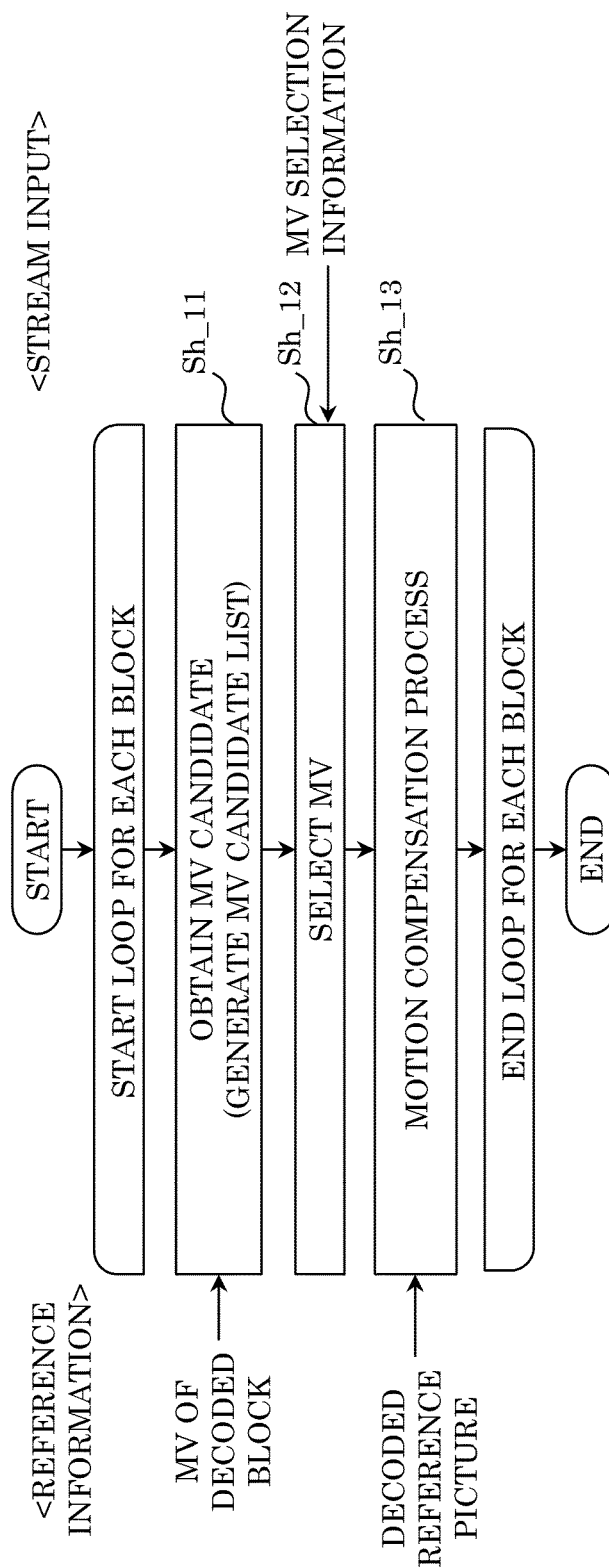 <REFERENCE
INFORMATION>
<STREAM INPUT>
START
START LOOP FOR EACH BLOCK
MV OF
DECODED
BLOCK
OBTAIN MV CANDIDATE
(GENERATE MV CANDIDATE LIST)
Sh_11
SELECT MV
Sh_12
MV SELECTION
INFORMATION
DECODED
REFERENCE
PICTURE
MOTION COMPENSATION PROCESS
Sh_13
END LOOP FOR EACH BLOCK
END